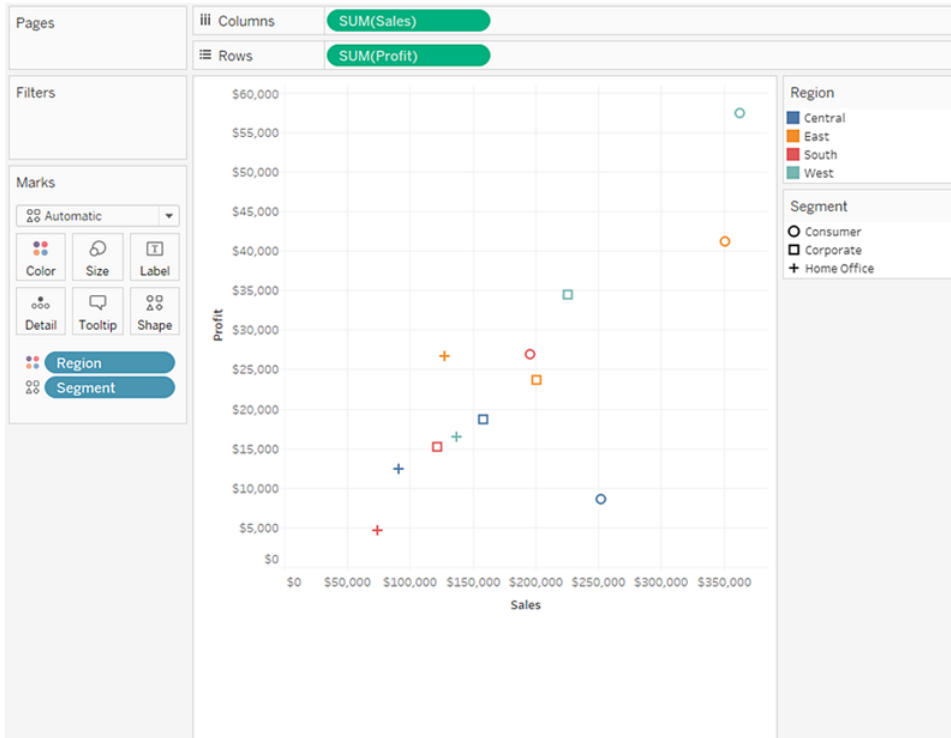 Pages
Columns
SUM(Sales)
Rows
SUM(Profit)
Filters
Marks
Automatic
Color
Size
Label
Detail
Tooltip
Shape
Region
Segment
$60,000
$55,000
$50,000
$45,000
$40,000
$35,000
$30,000
$25,000
$20,000
$15,000
$10,000
$5,000
$0
Profit
$0 $50,000 $100,000 $150,000 $200,000 $250,000 $300,000 $350,000
Sales
Region
Central
East
South
West
Segment
Consumer
Corporate
Home Office